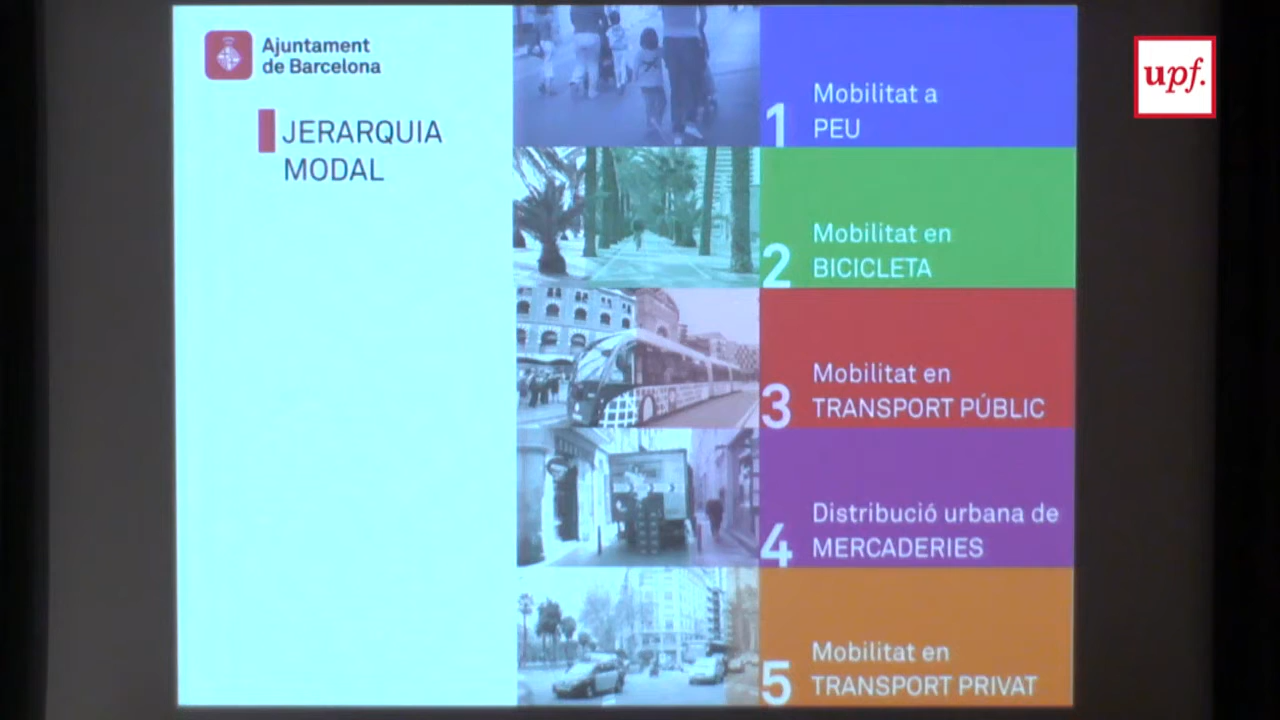 Ajuntament
de Barcelona
JERARQUIA
MODAL
1
Mobilitat a
PEU
2
Mobilitat en
BICICLETA
3
Mobilitat en
TRANSPORT PÚBLIC
4
Distribució urbana de
MERCADERIES
5
Mobilitat en
TRANSPORT PRIVAT
upf.